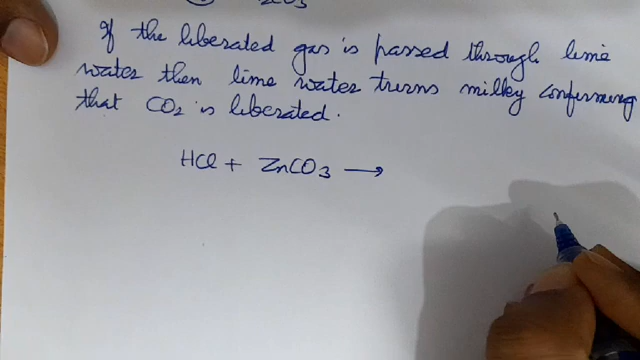 If the liberated gas is passed through lime
water then lime water turns milky confirming
that CO2 is liberated.
HCl + ZnCO3 →